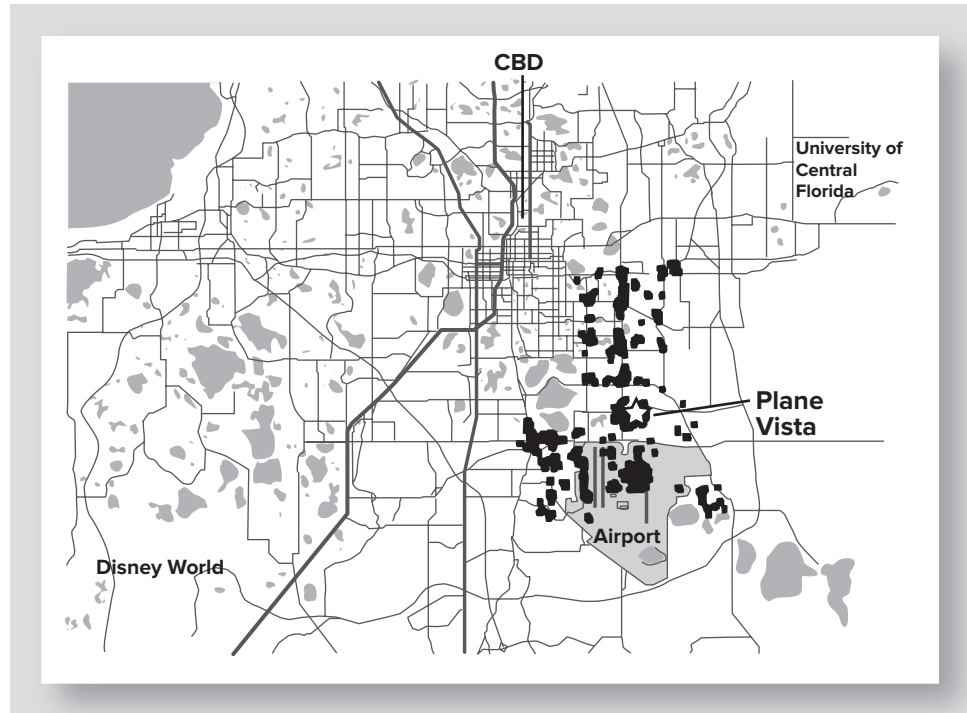 CBD
University of
Central
Florida
Plane
Vista
Airport
Disney World